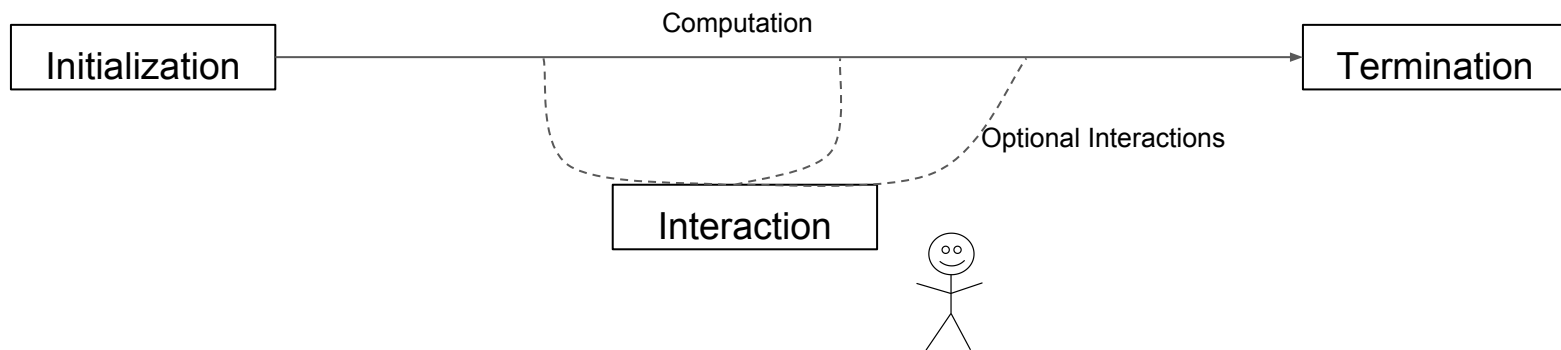 Computation
Initialization
Termination
Optional Interactions
Interaction